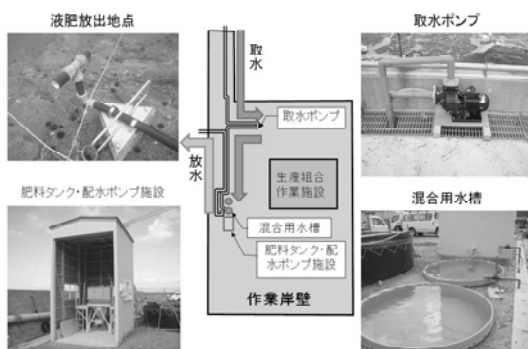 液肥放出地点
取水ポンプ
取水
取水ポンプ
放水
生産組合
作業施設
肥料タンク・配水ポンプ施設
混合用水槽
混合用水槽
肥料タンク・配
水ポンプ施設
作業岸壁